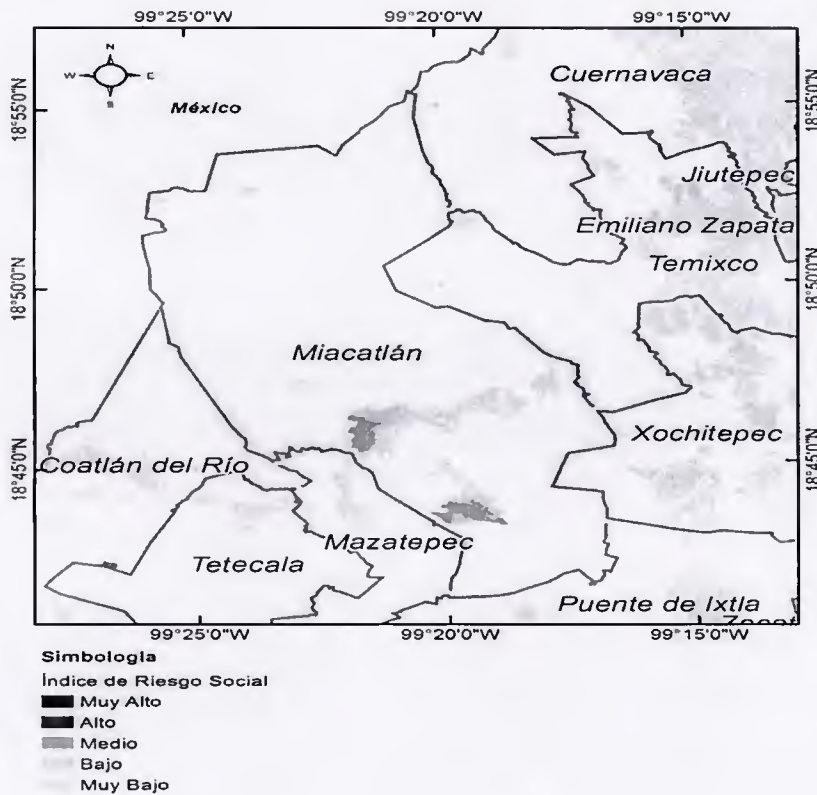 99°25'0"W 99°20'0"W 99°15'0"W
N
W E
S
México
Cuernavaca
18°55'0"N 18°55'0"N
Jiutepec
Emiliano Zapata
Temixco
18°50'0"N 18°50'0"N
Miacatlán
Xochitepec
18°45'0"N 18°45'0"N
Coatlán del Río
Mazatepec
Tetecala
Puente de Ixtla
99°25'0"W 99°20'0"W 99°15'0"W
Simbología
Índice de Riesgo Social
Muy Alto
Alto
Medio
Bajo
Muy Bajo